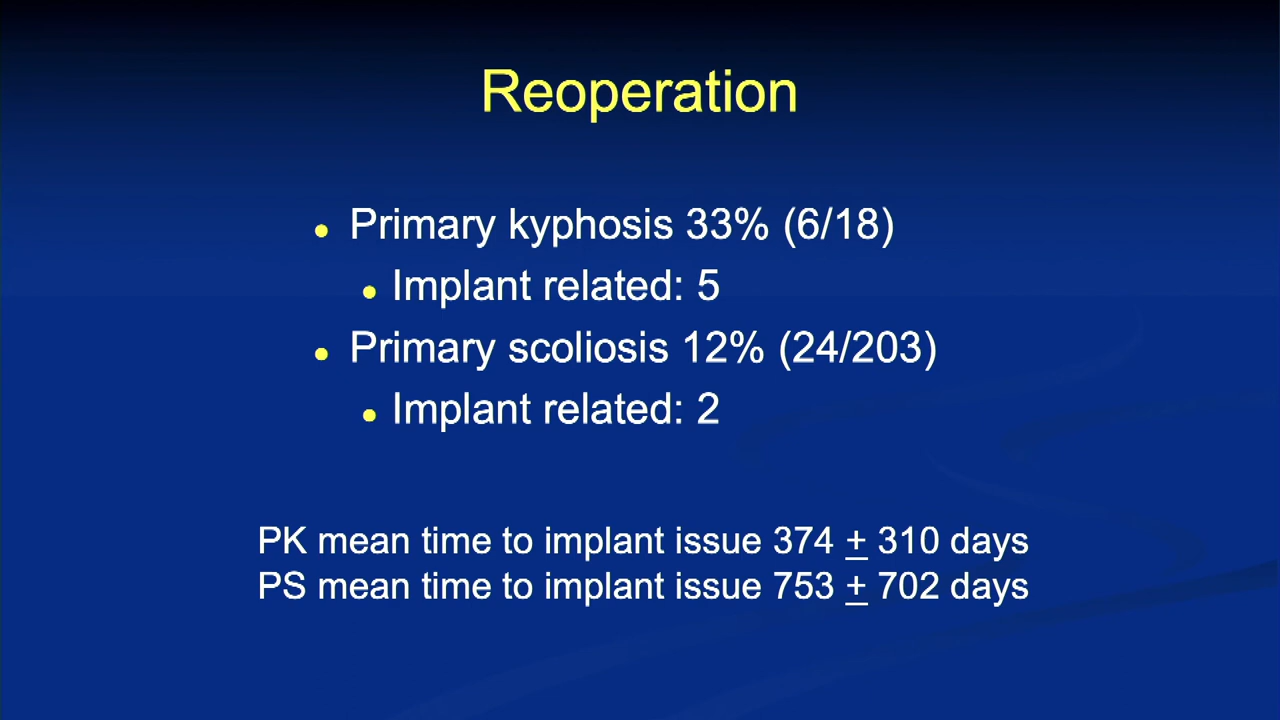 Reoperation
• Primary kyphosis 33% (6/18)
• Implant related: 5
• Primary scoliosis 12% (24/203)
• Implant related: 2
PK mean time to implant issue 374 ± 310 days
PS mean time to implant issue 753 ± 702 days